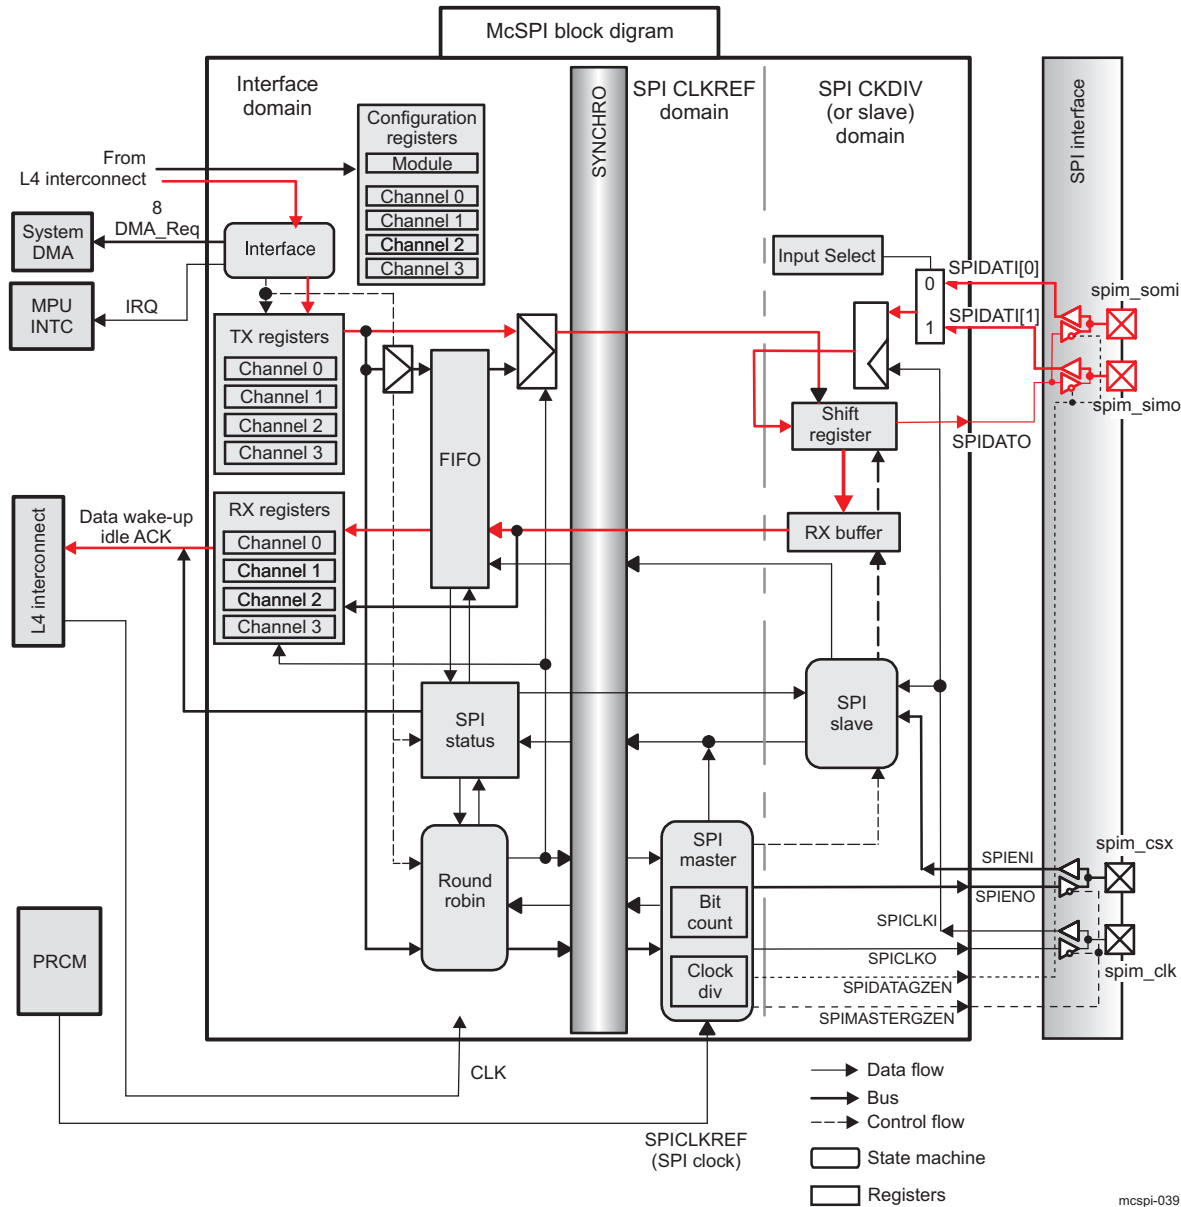 McSPI block digram
Interface
domain
SYNCHRO
SPI CLKREF
domain
SPI CKDIV
(or slave)
domain
SPI interface
Configuration
registers
Module
Channel 0
Channel 1
Channel 2
Channel 3
From
L4 interconnect
8
DMA_Req
System
DMA
Interface
MPU
INTC
IRQ
Input Select
0
1
SPIDATI[0]
SPIDATI[1]
spim_somi
spim_simo
TX registers
Channel 0
Channel 1
Channel 2
Channel 3
FIFO
Shift
register
SPIDATO
RX registers
Channel 0
Channel 1
Channel 2
Channel 3
RX buffer
Data wake-up
idle ACK
L4 interconnect
SPI
status
SPI
slave
Round
robin
SPI
master
Bit
count
Clock
div
SPIENI
SPIENO
SPICLKI
SPICLKO
SPIDATAGZEN
SPIMASTERGZEN
spim_csx
spim_clk
PRCM
CLK
SPICLKREF
(SPI clock)
Data flow
Bus
Control flow
State machine
Registers
mcspi-039